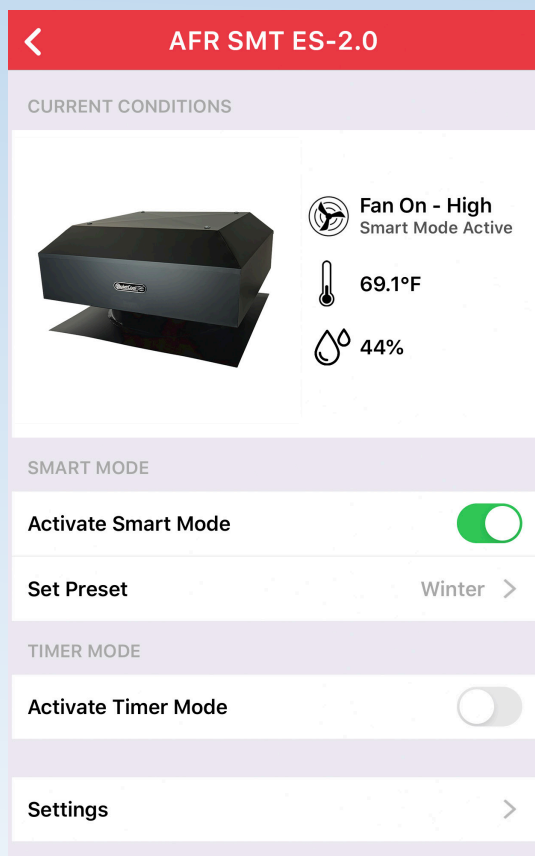 AFR SMT ES-2.0
CURRENT CONDITIONS
Fan On - High
Smart Mode Active
69.1°F
44%
SMART MODE
Activate Smart Mode
Set Preset
Winter
TIMER MODE
Activate Timer Mode
Settings